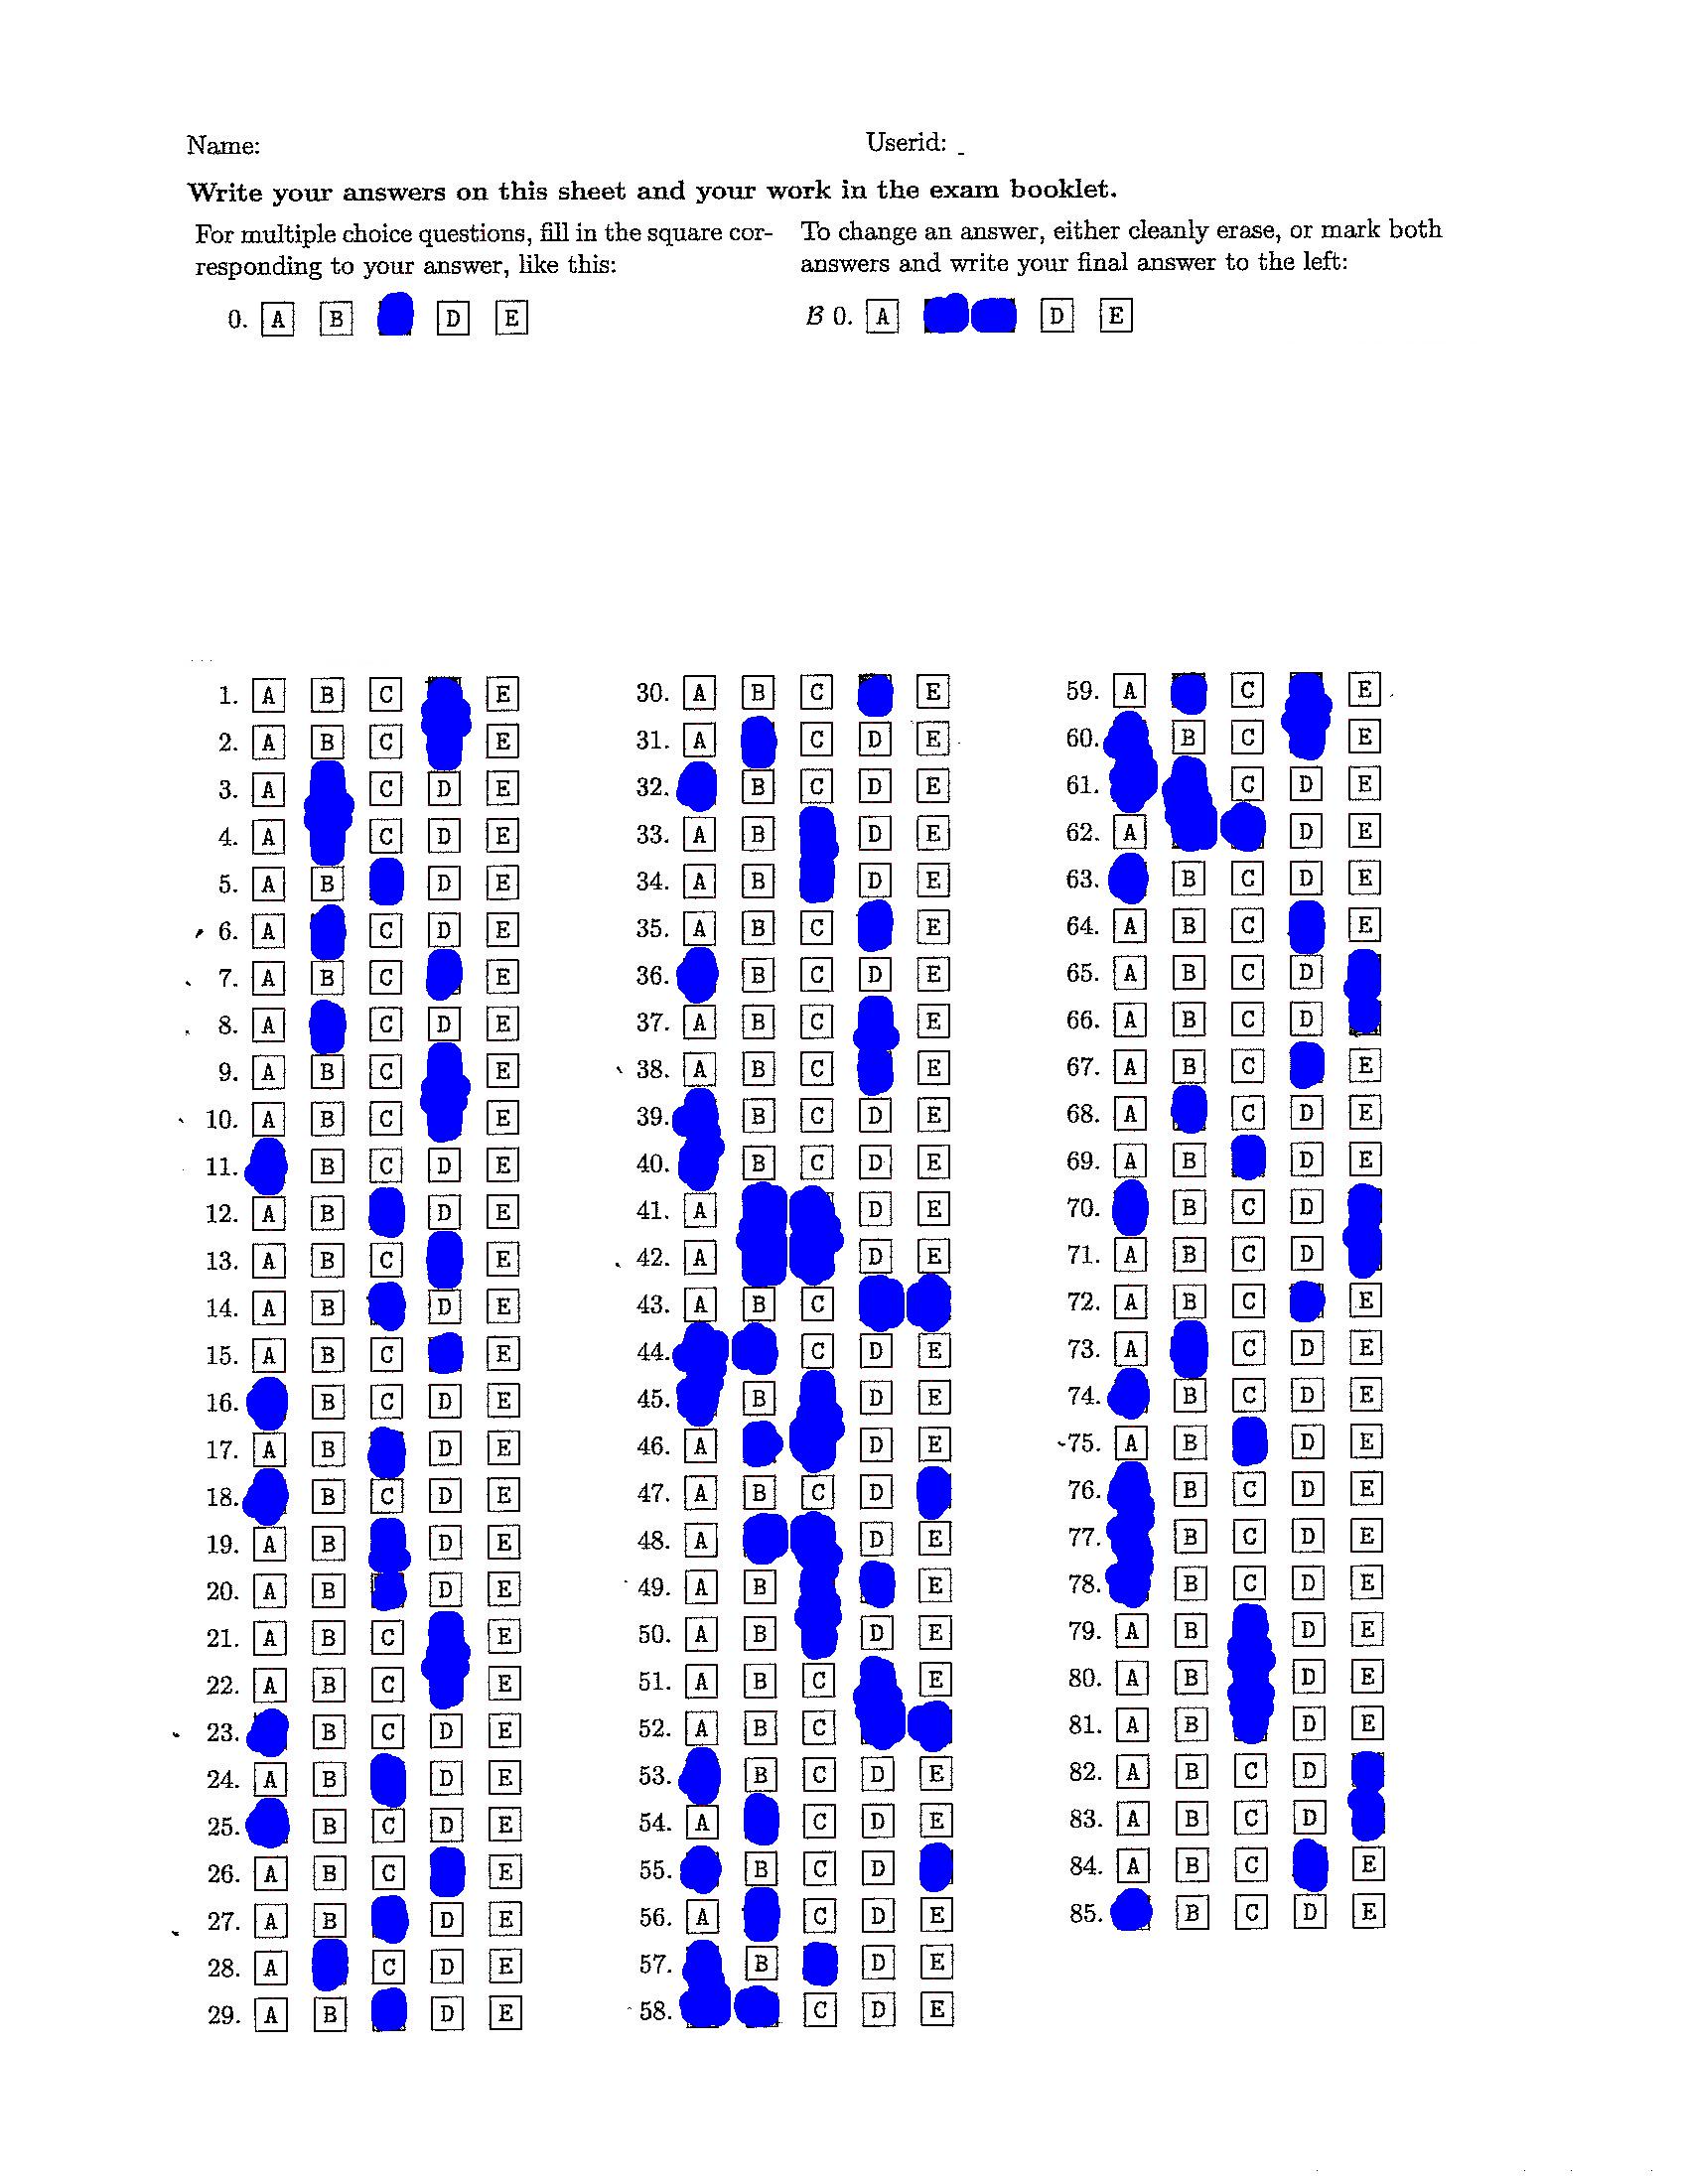 Name:
Userid:
Write your answers on this sheet and your work in the exam booklet.
For multiple choice questions, fill in the square cor-
responding to your answer, like this:
0. A B D E
To change an answer, either cleanly erase, or mark both
answers and write your final answer to the left:
B 0. A D E
1. A B C E
2. A B C E
3. A C D E
4. A C D E
5. A B D E
6. A C D E
7. A B C E
8. A C D E
9. A B C E
10. A B C E
11. B C D E
12. A B D E
13. A B C E
14. A B D E
15. A B C E
16. B C D E
17. A B D E
18. B C D E
19. A B D E
20. A B D E
21. A B C E
22. A B C E
23. B C D E
24. A B D E
25. B C D E
26. A B C E
27. A B D E
28. A C D E
29. A B D E
30. A B C E
31. A C D E
32. B C D E
33. A B D E
34. A B D E
35. A B C E
36. B C D E
37. A B C E
38. A B C E
39. B C D E
40. B C D E
41. A D E
42. A D E
43. A B C
44. C D E
45. B D E
46. A D E
47. A B C D
48. A D E
49. A B E
50. A B D E
51. A B C E
52. A B C
53. B C D E
54. A C D E
55. B C D
56. A C D E
57. B D E
58. C D E
59. A C E
60. B C E
61. C D E
62. A D E
63. B C D E
64. A B C E
65. A B C D
66. A B C D
67. A B C E
68. A C D E
69. A B D E
70. B C D
71. A B C D
72. A B C E
73. A C D E
74. B C D E
75. A B D E
76. B C D E
77. B C D E
78. B C D E
79. A B D E
80. A B D E
81. A B D E
82. A B C D
83. A B C D
84. A B C E
85. B C D E